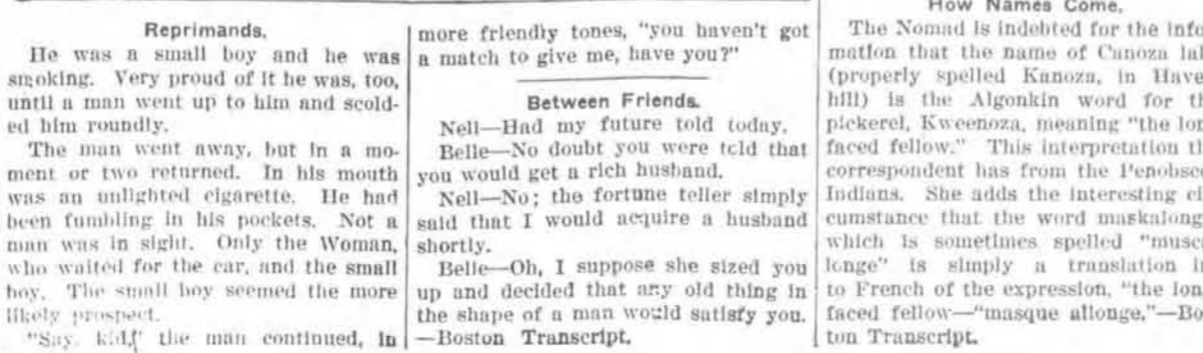 Reprimands.
He was a small boy and he was
smoking. Very proud of it he was, too,
until a man went up to him and scold-
ed him roundly.
The man went away, but in a mo-
ment or two returned. In his mouth
was an unlighted cigarette. He had
been fumbling in his pockets. Not a
man was in sight. Only the Woman,
who waited for the car, and the small
boy. The small boy seemed the more
likely prospect.
"Say, kid," the man continued, in
more friendly tones, "you haven't got
a match to give me, have you?"
Between Friends.
Nell—Had my future told today.
Belle—No doubt you were told that
you would get a rich husband.
Nell—No; the fortune teller simply
said that I would acquire a husband
shortly.
Belle—Oh, I suppose she sized you
up and decided that any old thing in
the shape of a man would satisfy you.
—Boston Transcript.
How Names Come.
The Nomad is indebted for the info
mation that the name of Canoza lak
(properly spelled Kanoza, in Have
hill) is the Algonkin word for th
pickerel, Kweenoza, meaning "the lon
faced fellow." This interpretation th
correspondent has from the Penobsc
Indians. She adds the interesting c
cumstance that the word maskalong
which is sometimes spelled "musc
longe" is simply a translation i
to French of the expression, "the lon
faced fellow—"masque allonge."—Bo
ton Transcript.